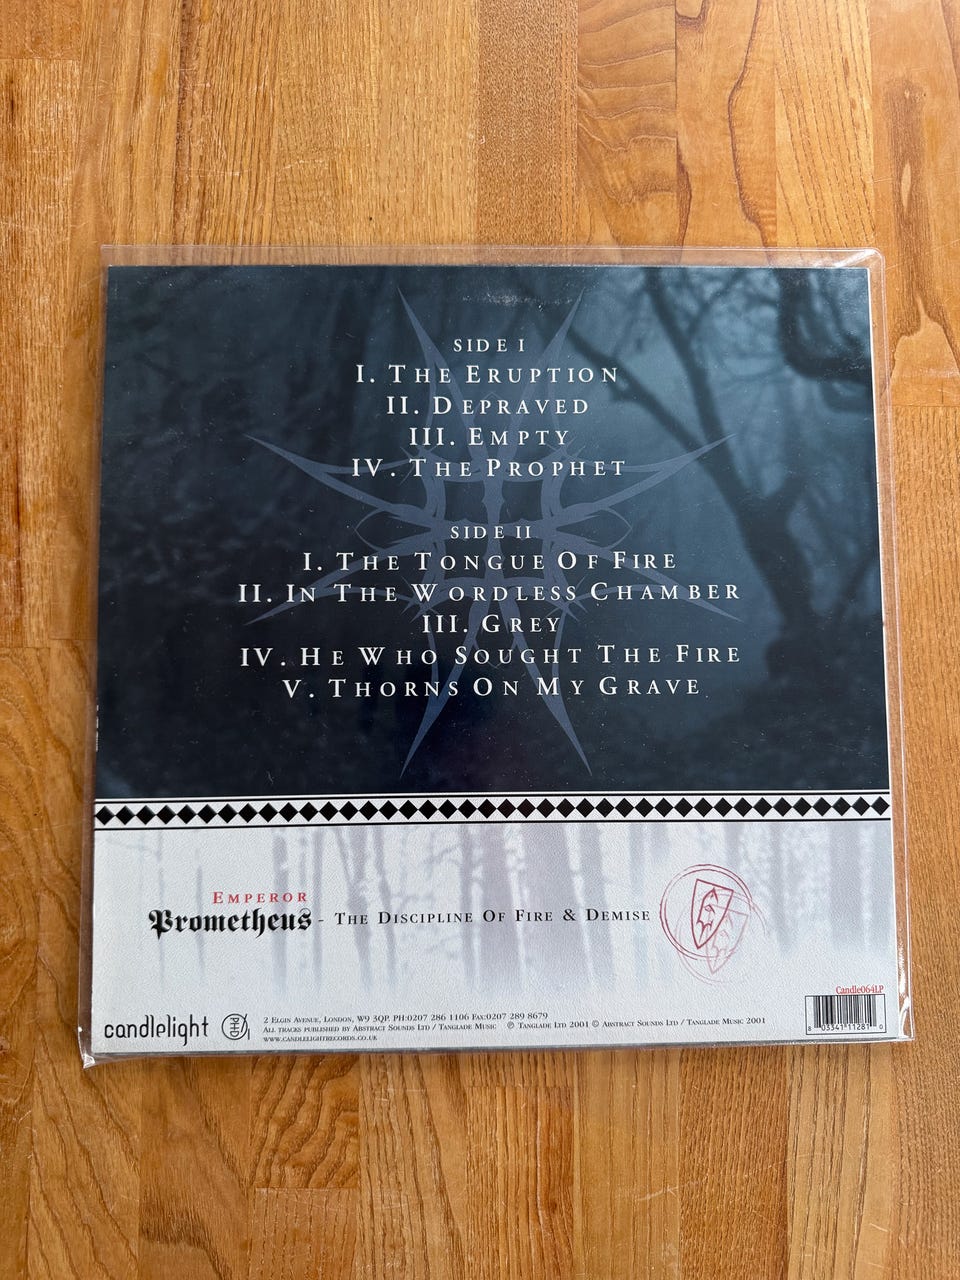 SIDE I
I. THE ERUPTION
II. DEPRAVED
III. EMPTY
IV. THE PROPHET
SIDE II
I. THE TONGUE OF FIRE
II. IN THE WORDLESS CHAMBER
III. GREY
IV. HE WHO SOUGHT THE FIRE
V. THORNS ON MY GRAVE
EMPEROR
Prometheus - THE DISCIPLINE OF FIRE & DEMISE
Candle064LP
candlelight
2 ELGIN AVENUE, LONDON, W9 3QP. PH:0207 286 1106 FAX:0207 289 8679
ALL TRACKS PUBLISHED BY ABSTRACT SOUNDS LTD / TANGLADE MUSIC ℗ TANGLADE LTD 2001 © ABSTRACT SOUNDS LTD / TANGLADE MUSIC 2001
WWW.CANDLELIGHTRECORDS.CO.UK
8 03341 11281 0